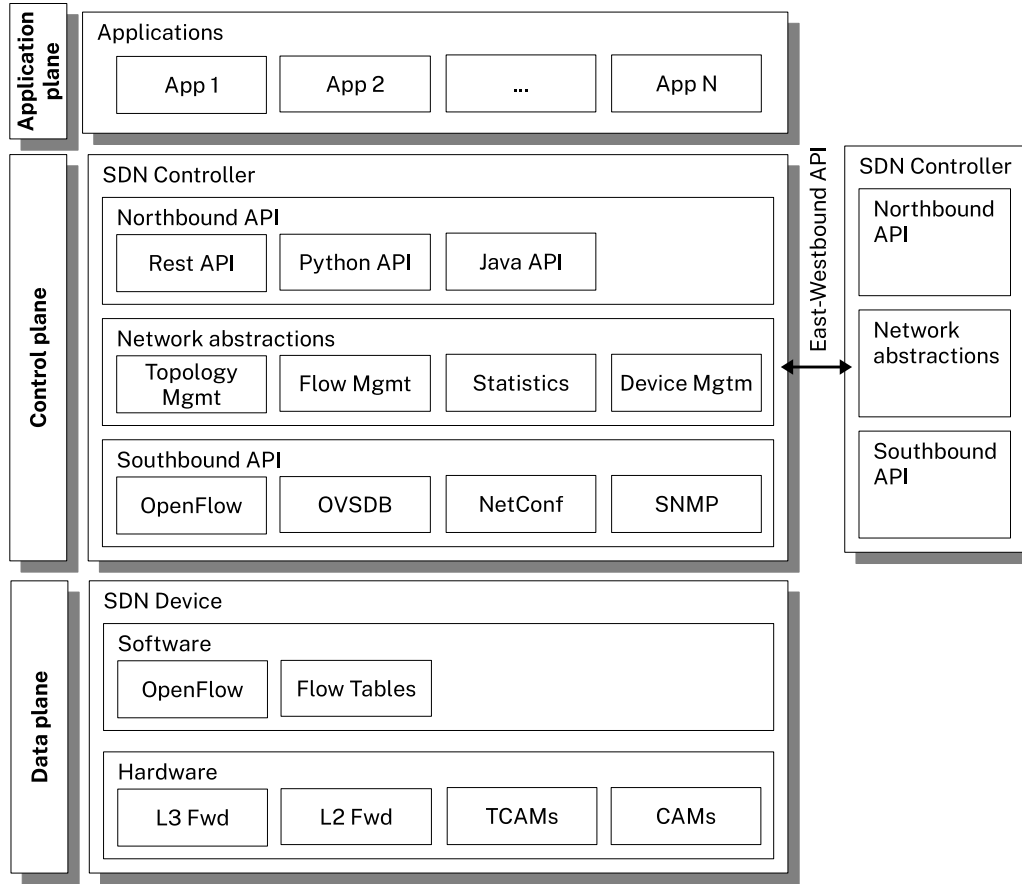 Application
plane
Applications
App 1
App 2
...
App N
Control plane
SDN Controller
Northbound API
Rest API
Python API
Java API
Network abstractions
Topology
Mgmt
Flow Mgmt
Statistics
Device Mgtm
Southbound API
OpenFlow
OVSDB
NetConf
SNMP
East-Westbound API
SDN Controller
Northbound
API
Network
abstractions
Southbound
API
Data plane
SDN Device
Software
OpenFlow
Flow Tables
Hardware
L3 Fwd
L2 Fwd
TCAMs
CAMs